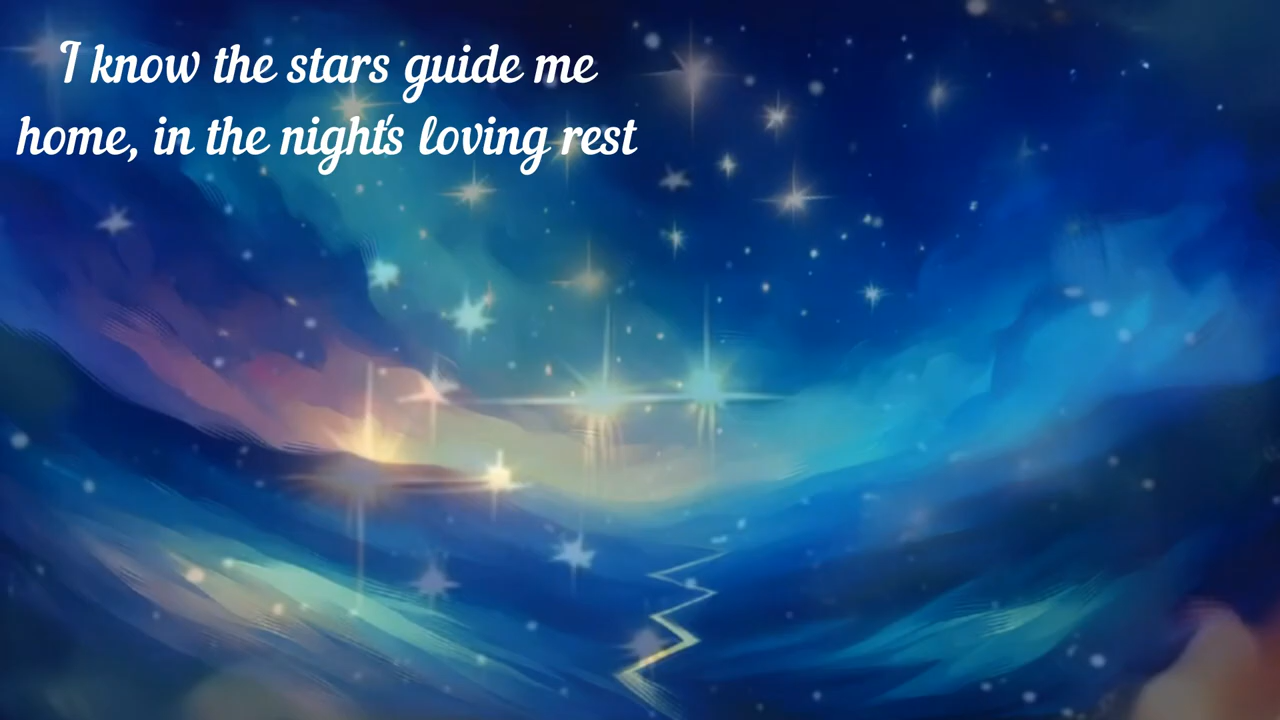 I know the stars guide me
home, in the night's loving rest